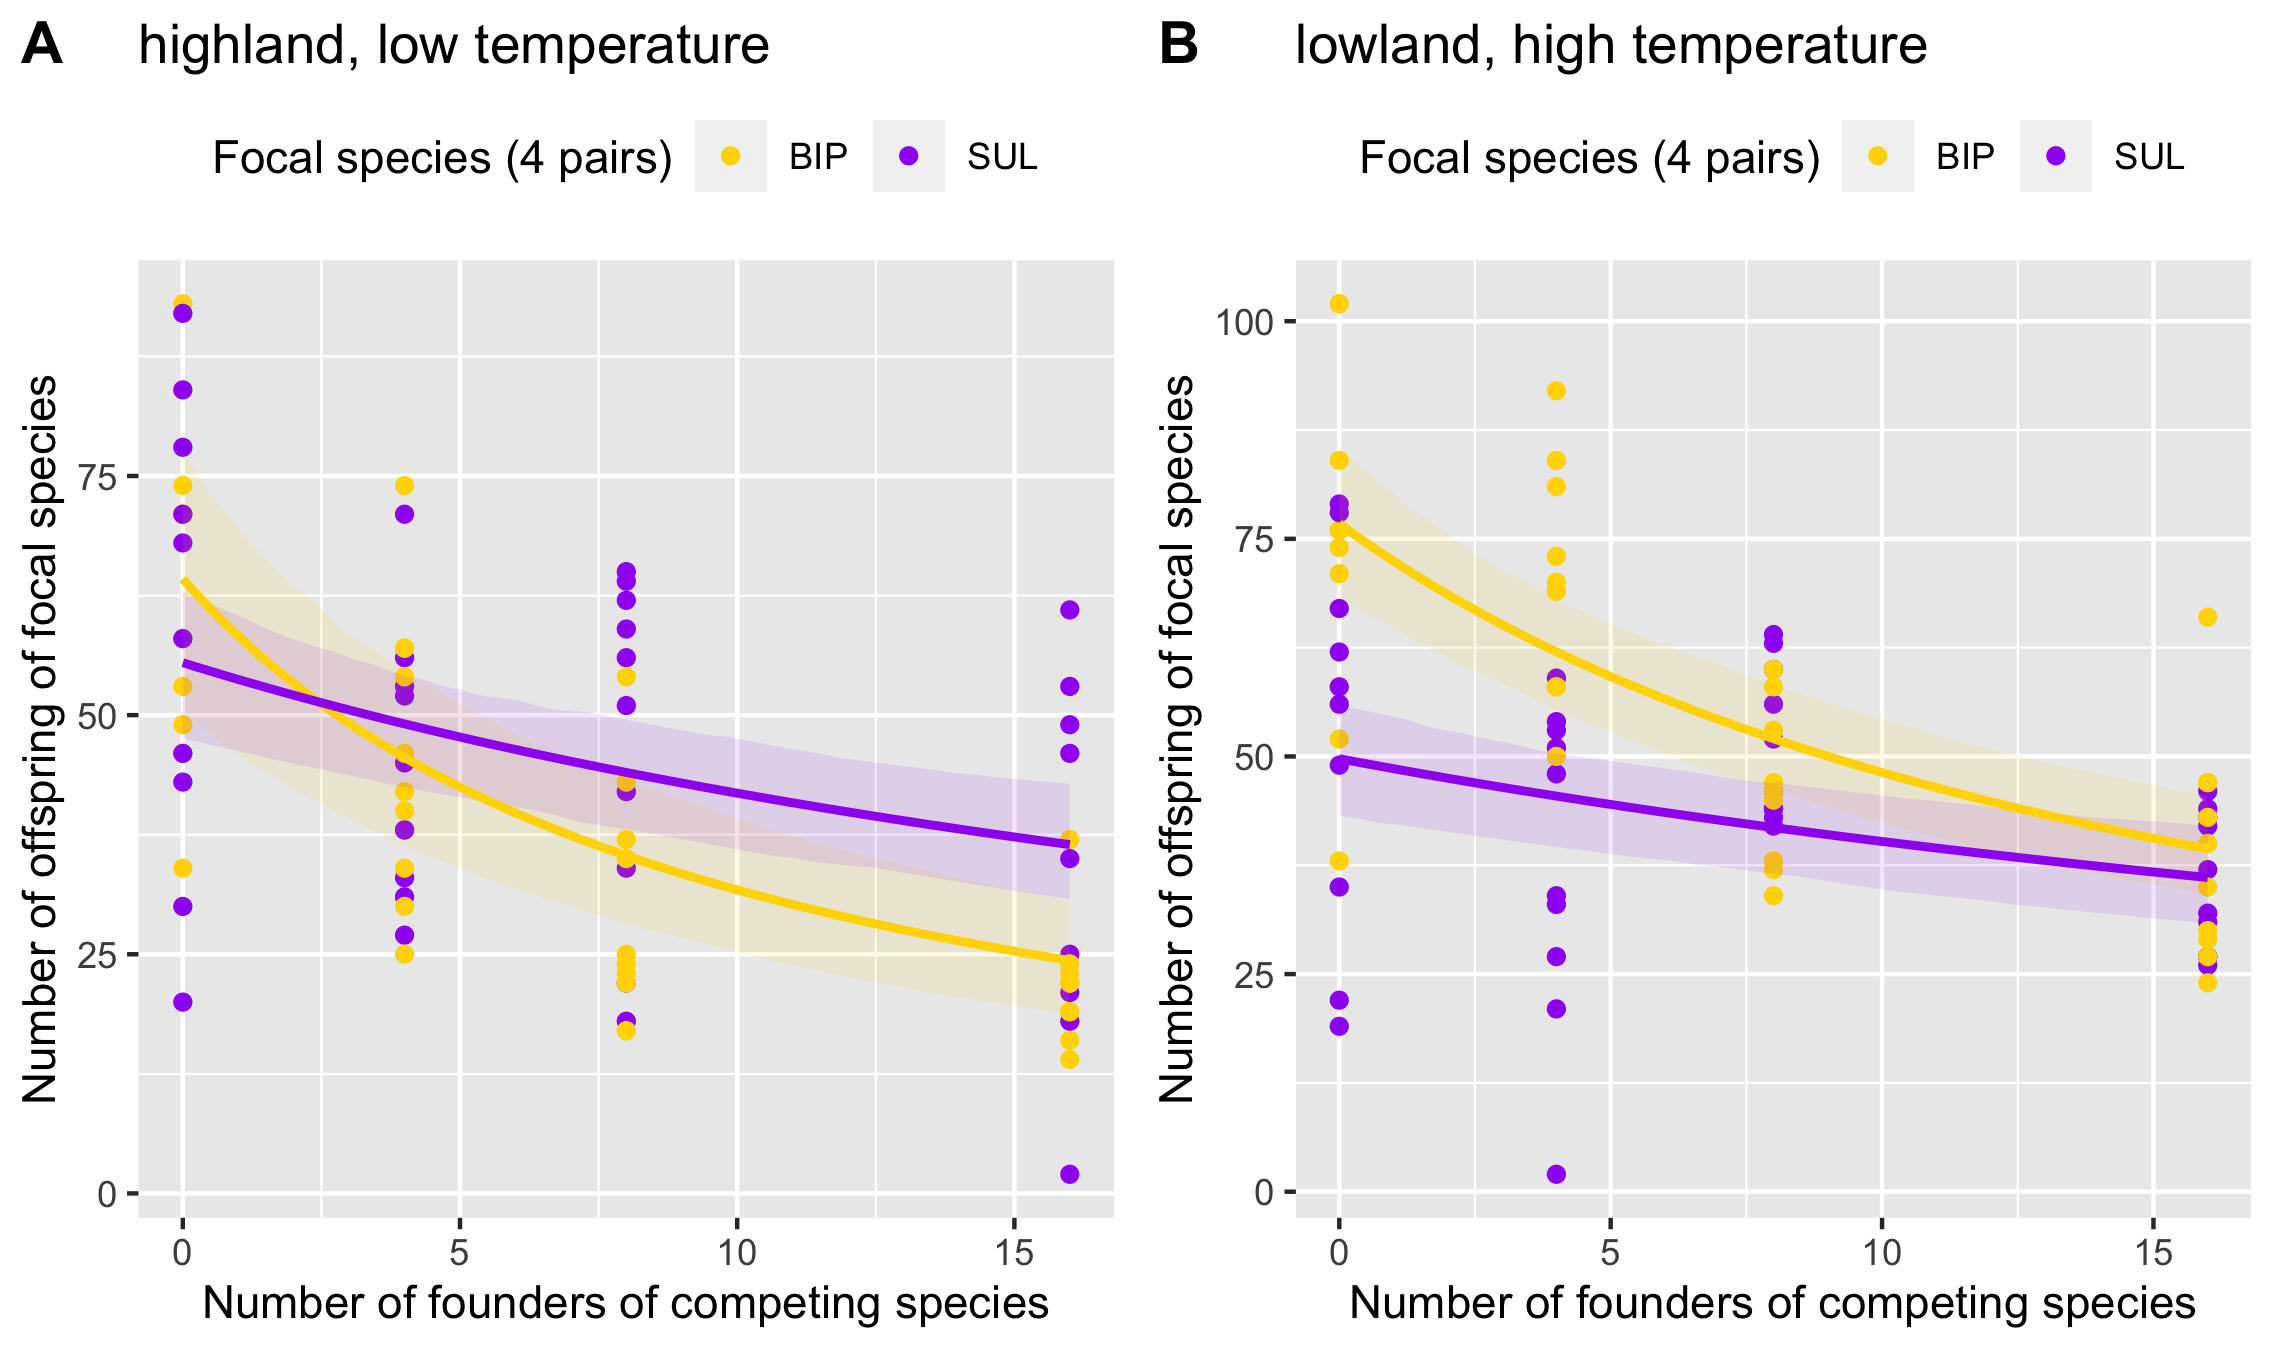 A highland, low temperature
Focal species (4 pairs) BIP SUL
Number of offspring of focal species
75
50
25
0
0 5 10 15
Number of founders of competing species
B lowland, high temperature
Focal species (4 pairs) BIP SUL
Number of offspring of focal species
100
75
50
25
0
0 5 10 15
Number of founders of competing species